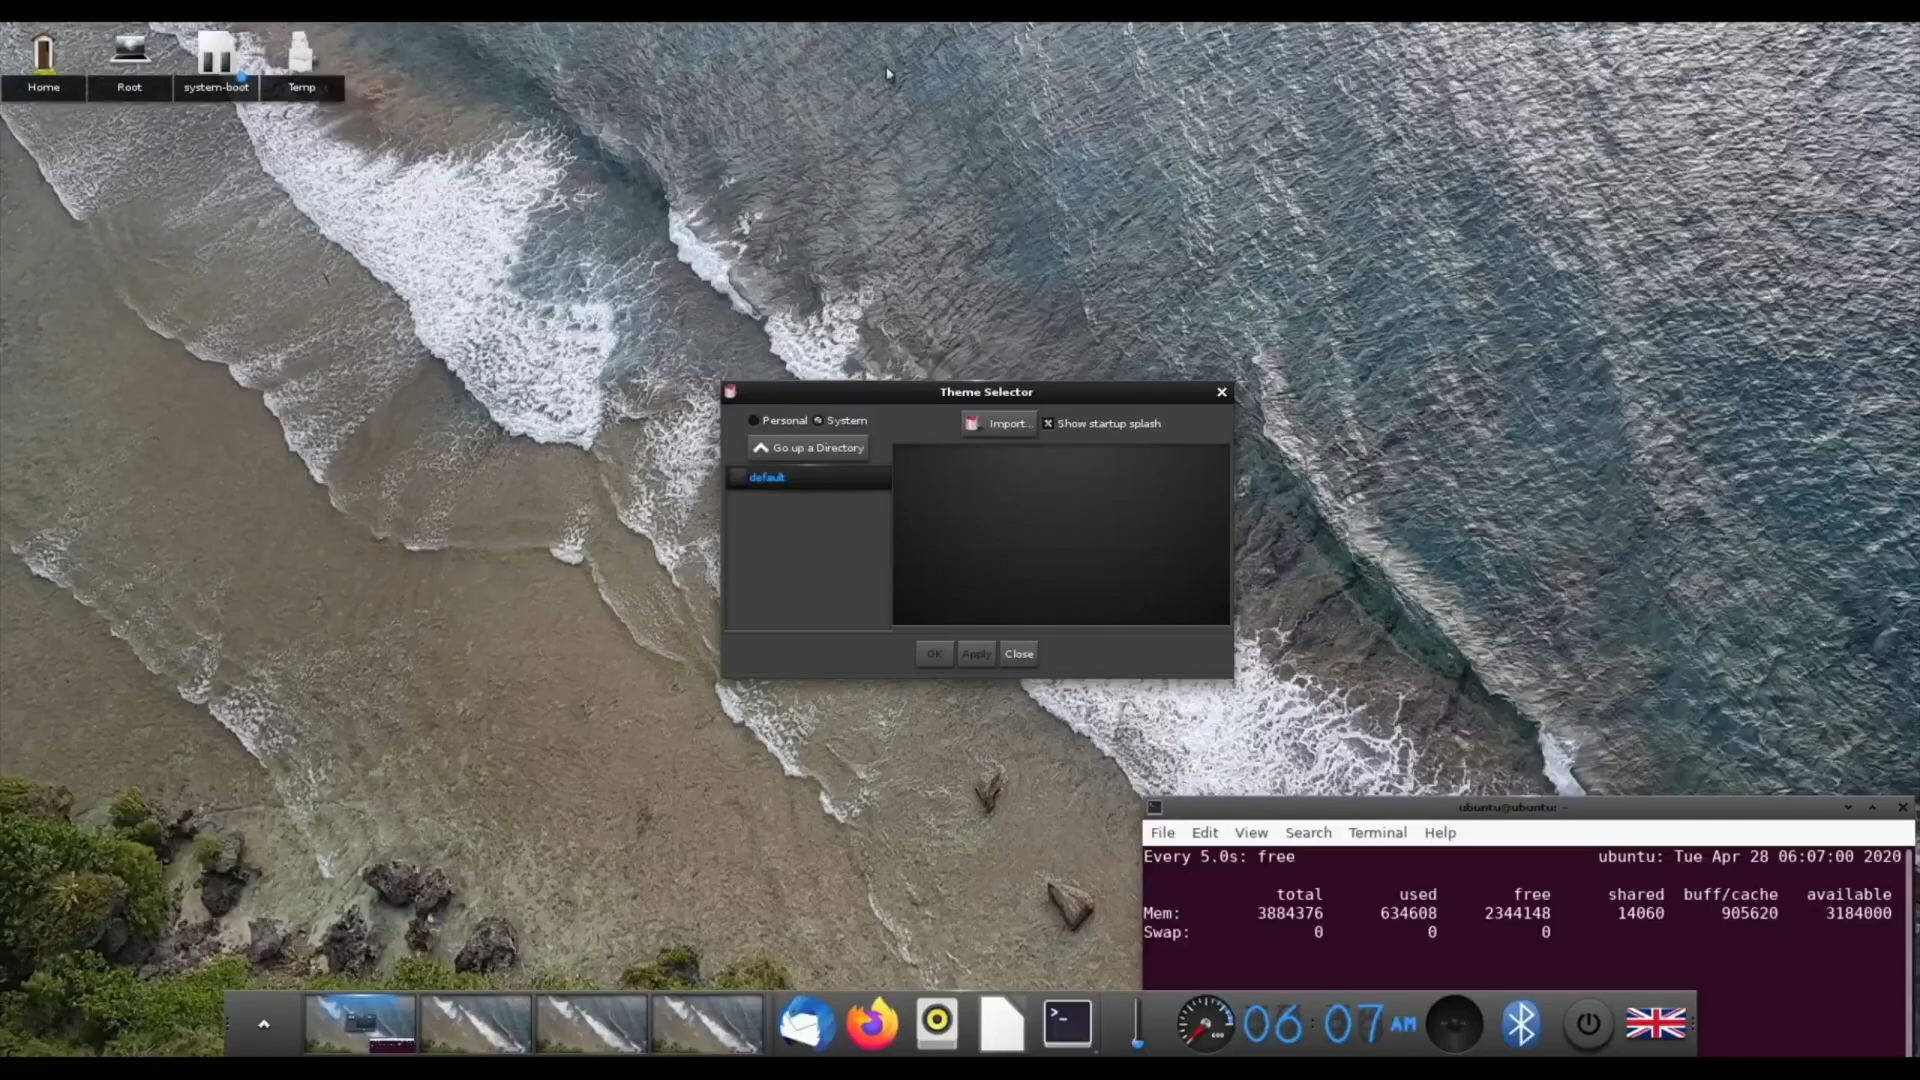 Home
Root
system-boot
Temp
Theme Selector
Personal System
Import...
Show startup splash
Go up a Directory
default
OK Apply Close
ubuntu@ubuntu: ~
File Edit View Search Terminal Help
Every 5.0s: free ubuntu: Tue Apr 28 06:07:00 2020
total used free shared buff/cache available
Mem: 3884376 634608 2344148 14060 905620 3184000
Swap: 0 0 0
06:07 AM